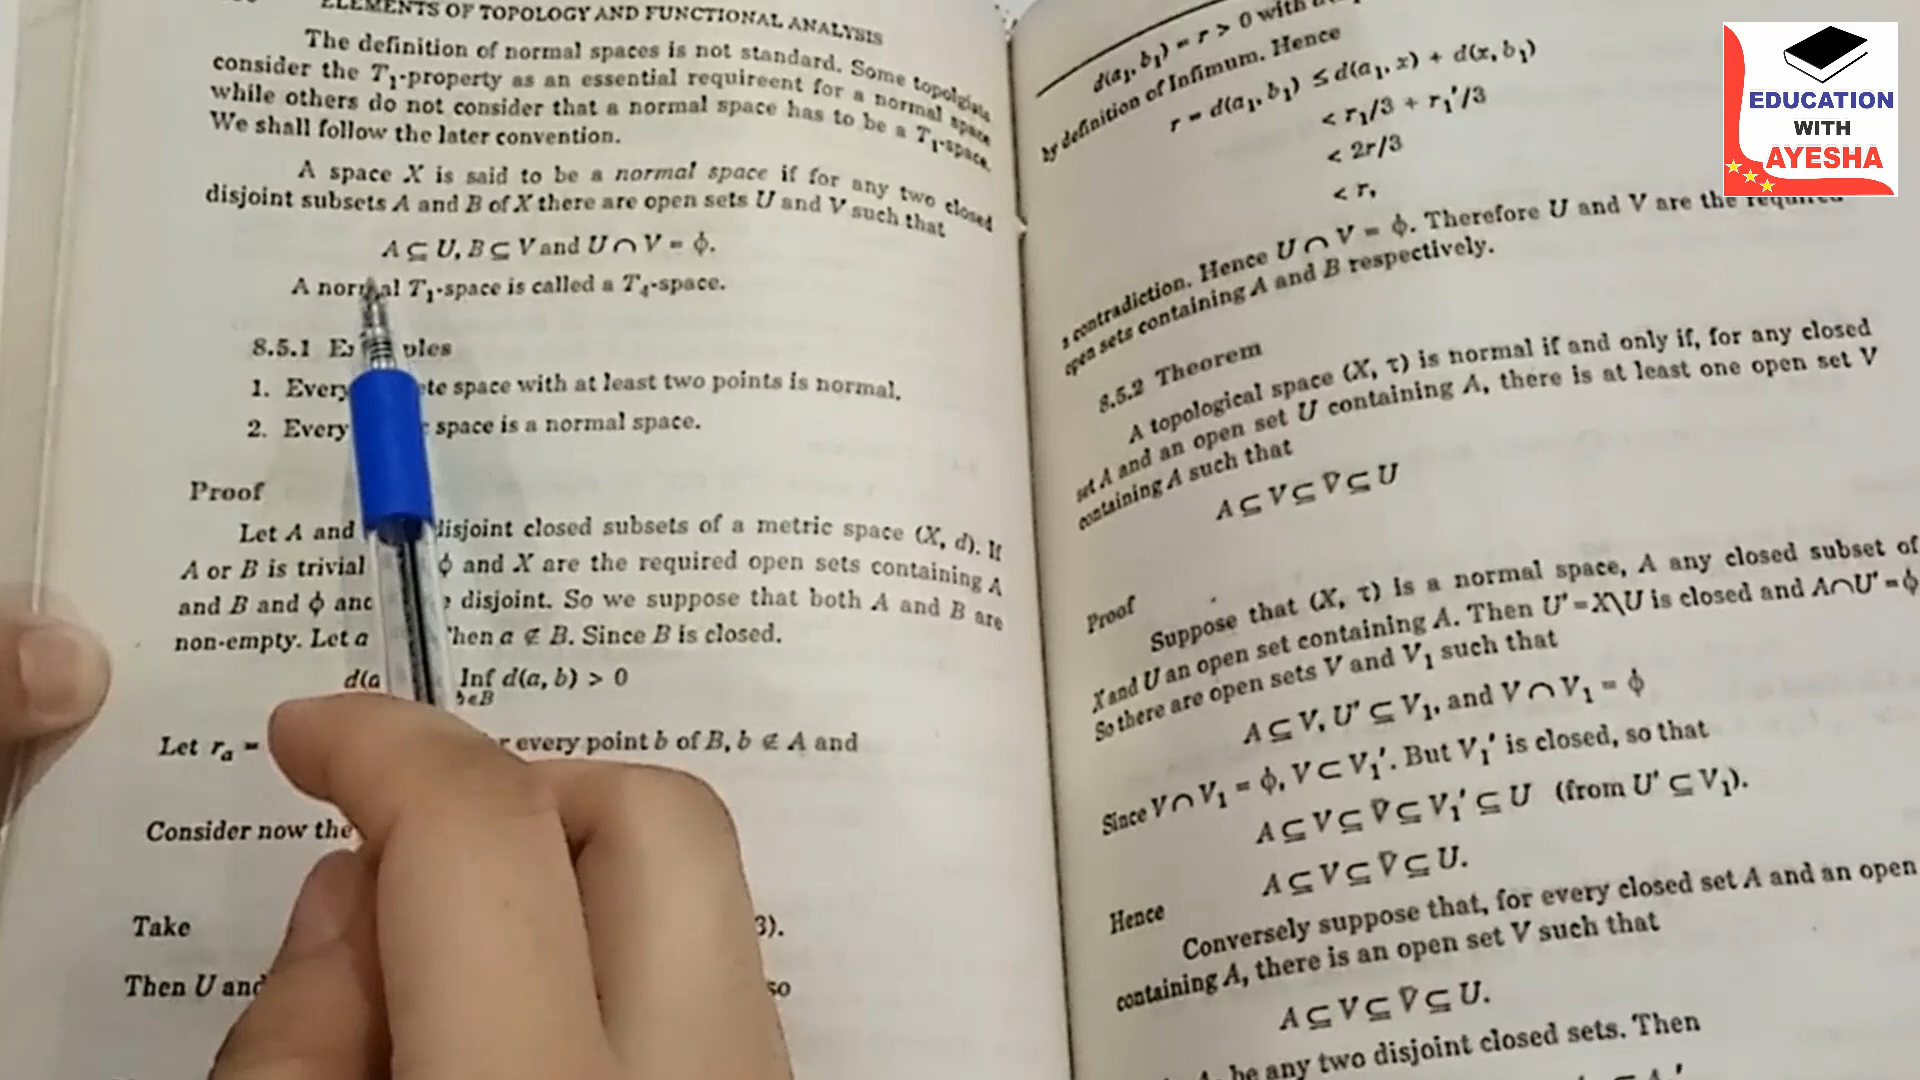 ELEMENTS OF TOPOLOGY AND FUNCTIONAL ANALYSIS
The definition of normal spaces is not standard. Some topolgists
consider the T₁-property as an essential requireent for a normal space
while others do not consider that a normal space has to be a T₁-space.
We shall follow the later convention.
A space X is said to be a normal space if for any two closed
disjoint subsets A and B of X there are open sets U and V such that
A ⊆ U, B ⊆ V and U ∩ V = ϕ.
A normal T₁-space is called a T₄-space.
8.5.1
1. Every space with at least two points is normal.
2. Every space is a normal space.
Proof
Let A and disjoint closed subsets of a metric space (X, d). If
A or B is trivial ϕ and X are the required open sets containing A
and B and ϕ and disjoint. So we suppose that both A and B are
non-empty. Let a Then a ∉ B. Since B is closed.
d(a Inf d(a, b) > 0
b∈B
Let rₐ = every point b of B, b ∉ A and
Consider now the
Take 3).
Then U and so
d(a₁, b₁) = r > 0 with
by definition of Infimum. Hence
r = d(a₁, b₁) ≤ d(a₁, x) + d(x, b₁)
< r₁/3 + r₁'/3
< 2r/3
< r,
a contradiction. Hence U ∩ V = ϕ. Therefore U and V are the required
open sets containing A and B respectively.
8.5.2 Theorem
A topological space (X, τ) is normal if and only if, for any closed
set A and an open set U containing A, there is at least one open set V
containing A such that
A ⊆ V ⊆ V̅ ⊆ U
Proof
Suppose that (X, τ) is a normal space, A any closed subset of
X and U an open set containing A. Then U' = X\U is closed and A∩U' = ϕ
So there are open sets V and V₁ such that
A ⊆ V, U' ⊆ V₁, and V ∩ V₁ = ϕ
Since V ∩ V₁ = ϕ, V ⊂ V₁'. But V₁' is closed, so that
A ⊆ V ⊆ V̅ ⊆ V₁' ⊆ U (from U' ⊆ V₁).
Hence A ⊆ V ⊆ V̅ ⊆ U.
Conversely suppose that, for every closed set A and an open
containing A, there is an open set V such that
A ⊆ V ⊆ V̅ ⊆ U.
be any two disjoint closed sets. Then
EDUCATION
WITH
AYESHA